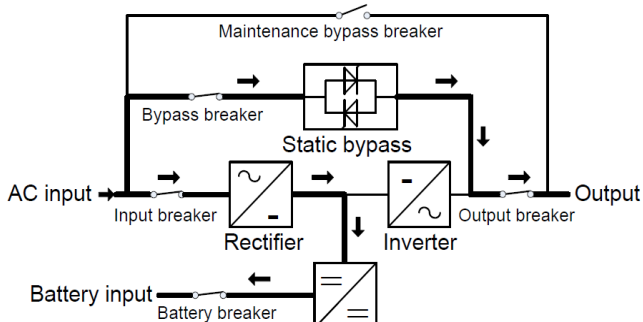 Maintenance bypass breaker
Bypass breaker
Static bypass
AC input
Input breaker
Rectifier
Inverter
Output breaker
Output
Battery input
Battery breaker